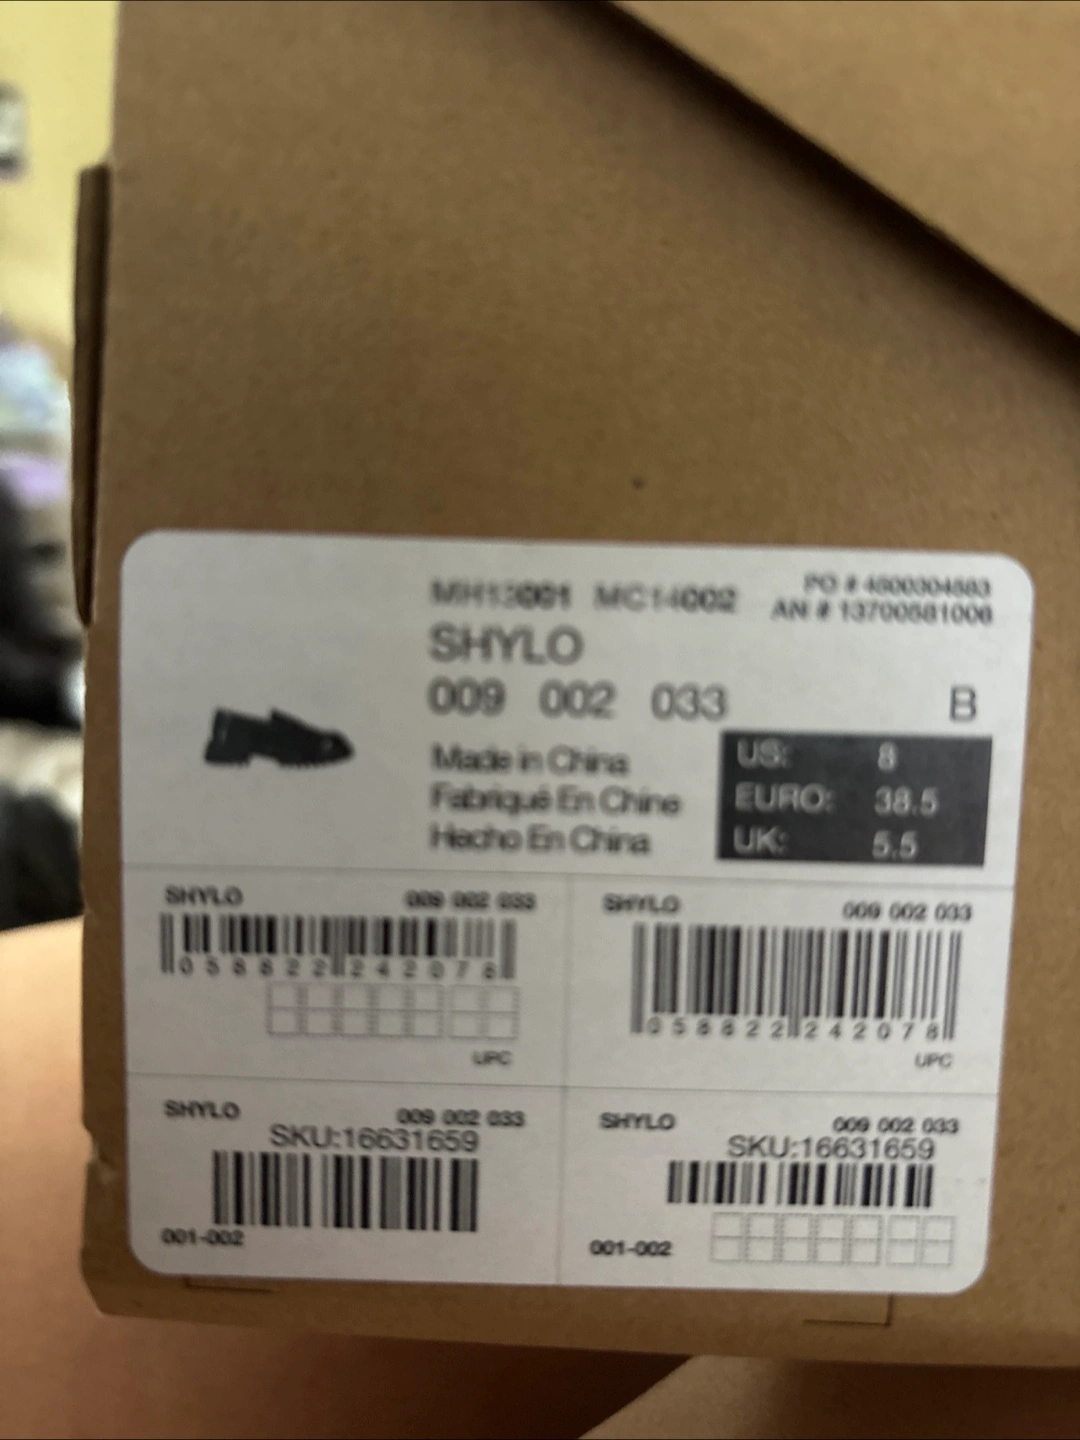 PO # 4800304583
AN # 13700581006
MH13001 MC14002
SHYLO
009 002 033 B
Made in China
Fabriqué En Chine
Hecho En China
US: 8
EURO: 38.5
UK: 5.5
SHYLO 009 002 033
0 58822 24207 8
UPC
SHYLO 009 002 033
0 58822 24207 8
UPC
SHYLO 009 002 033
SKU:16631659
001-002
SHYLO 009 002 033
SKU:16631659
001-002